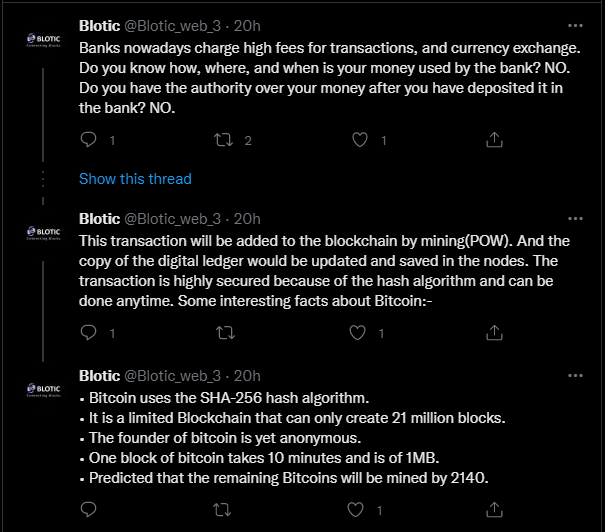 Blotic @Blotic_web_3 · 20h
BLOTIC
Connecting Blocks
Banks nowadays charge high fees for transactions, and currency exchange.
Do you know how, where, and when is your money used by the bank? NO.
Do you have the authority over your money after you have deposited it in
the bank? NO.
1 2 1
Show this thread
Blotic @Blotic_web_3 · 20h
BLOTIC
Connecting Blocks
This transaction will be added to the blockchain by mining(POW). And the
copy of the digital ledger would be updated and saved in the nodes. The
transaction is highly secured because of the hash algorithm and can be
done anytime. Some interesting facts about Bitcoin:-
1 1
Blotic @Blotic_web_3 · 20h
BLOTIC
Connecting Blocks
• Bitcoin uses the SHA-256 hash algorithm.
• It is a limited Blockchain that can only create 21 million blocks.
• The founder of bitcoin is yet anonymous.
• One block of bitcoin takes 10 minutes and is of 1MB.
• Predicted that the remaining Bitcoins will be mined by 2140.
1